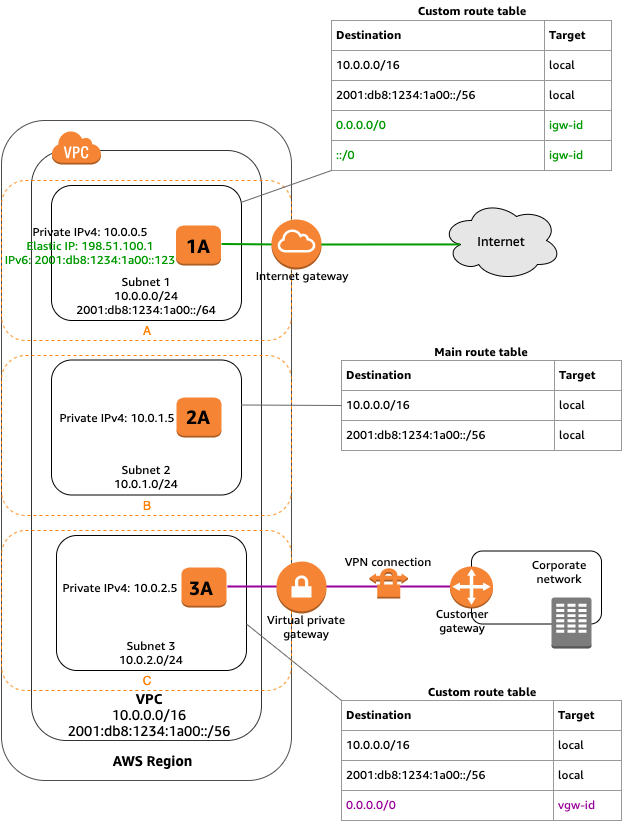 Custom route table
Destination Target
10.0.0.0/16 local
2001:db8:1234:1a00::/56 local
0.0.0.0/0 igw-id
::/0 igw-id
VPC
Private IPv4: 10.0.0.5
Elastic IP: 198.51.100.1
IPv6: 2001:db8:1234:1a00::123
1A
Subnet 1
10.0.0.0/24
2001:db8:1234:1a00::/64
A
Internet gateway
Internet
Main route table
Destination Target
10.0.0.0/16 local
2001:db8:1234:1a00::/56 local
Private IPv4: 10.0.1.5
2A
Subnet 2
10.0.1.0/24
B
Private IPv4: 10.0.2.5
3A
Subnet 3
10.0.2.0/24
C
Virtual private
gateway
VPN connection
Customer
gateway
Corporate
network
VPC
10.0.0.0/16
2001:db8:1234:1a00::/56
AWS Region
Custom route table
Destination Target
10.0.0.0/16 local
2001:db8:1234:1a00::/56 local
0.0.0.0/0 vgw-id